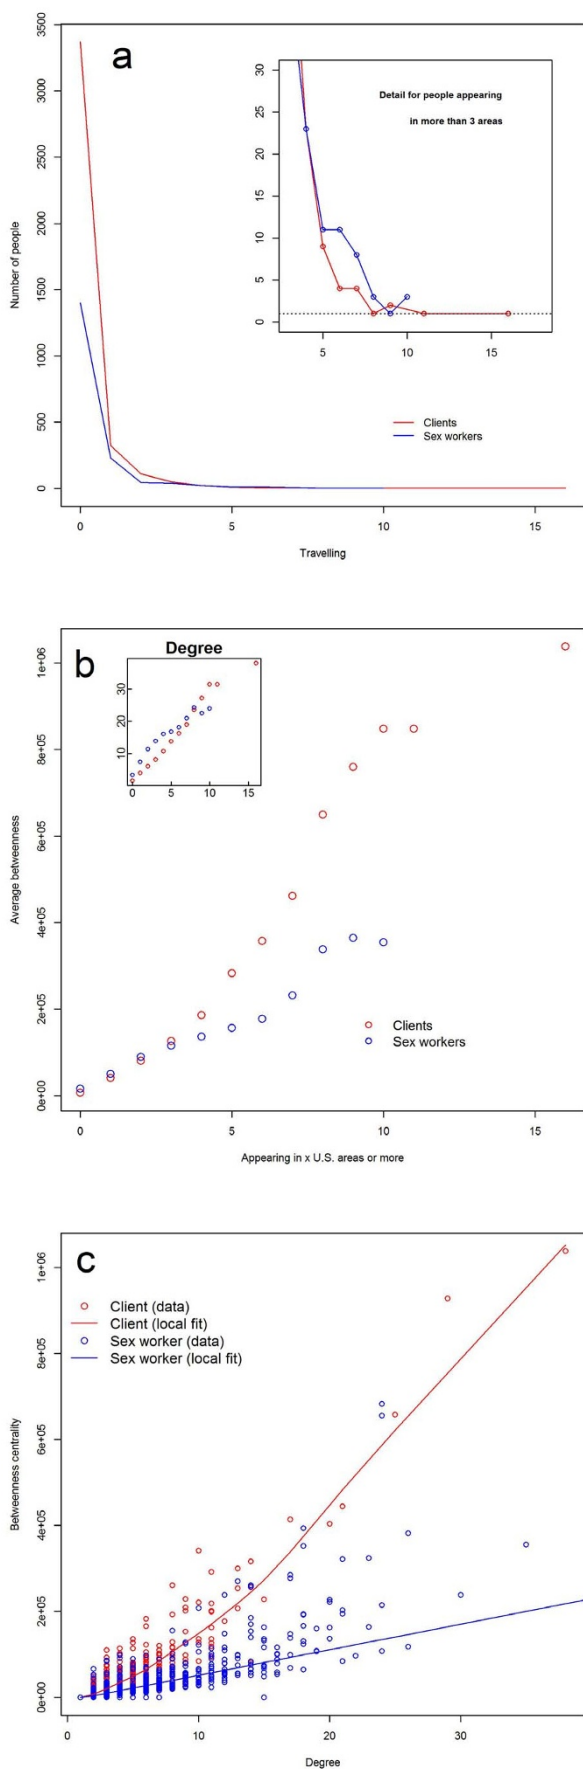 a
3500
3000
2500
2000
1500
1000
500
0
Number of people
30
25
20
15
10
5
0
Detail for people appearing
in more than 3 areas
5
10
15
Clients
Sex workers
0
5
10
15
Travelling
b
Degree
30
20
10
0
5
10
15
1e+06
8e+05
6e+05
4e+05
2e+05
0e+00
Average betweenness
Clients
Sex workers
0
5
10
15
Appearing in x U.S. areas or more
c
Client (data)
Client (local fit)
Sex worker (data)
Sex worker (local fit)
1e+06
8e+05
6e+05
4e+05
2e+05
0e+00
Betweenness centrality
0
10
20
30
Degree